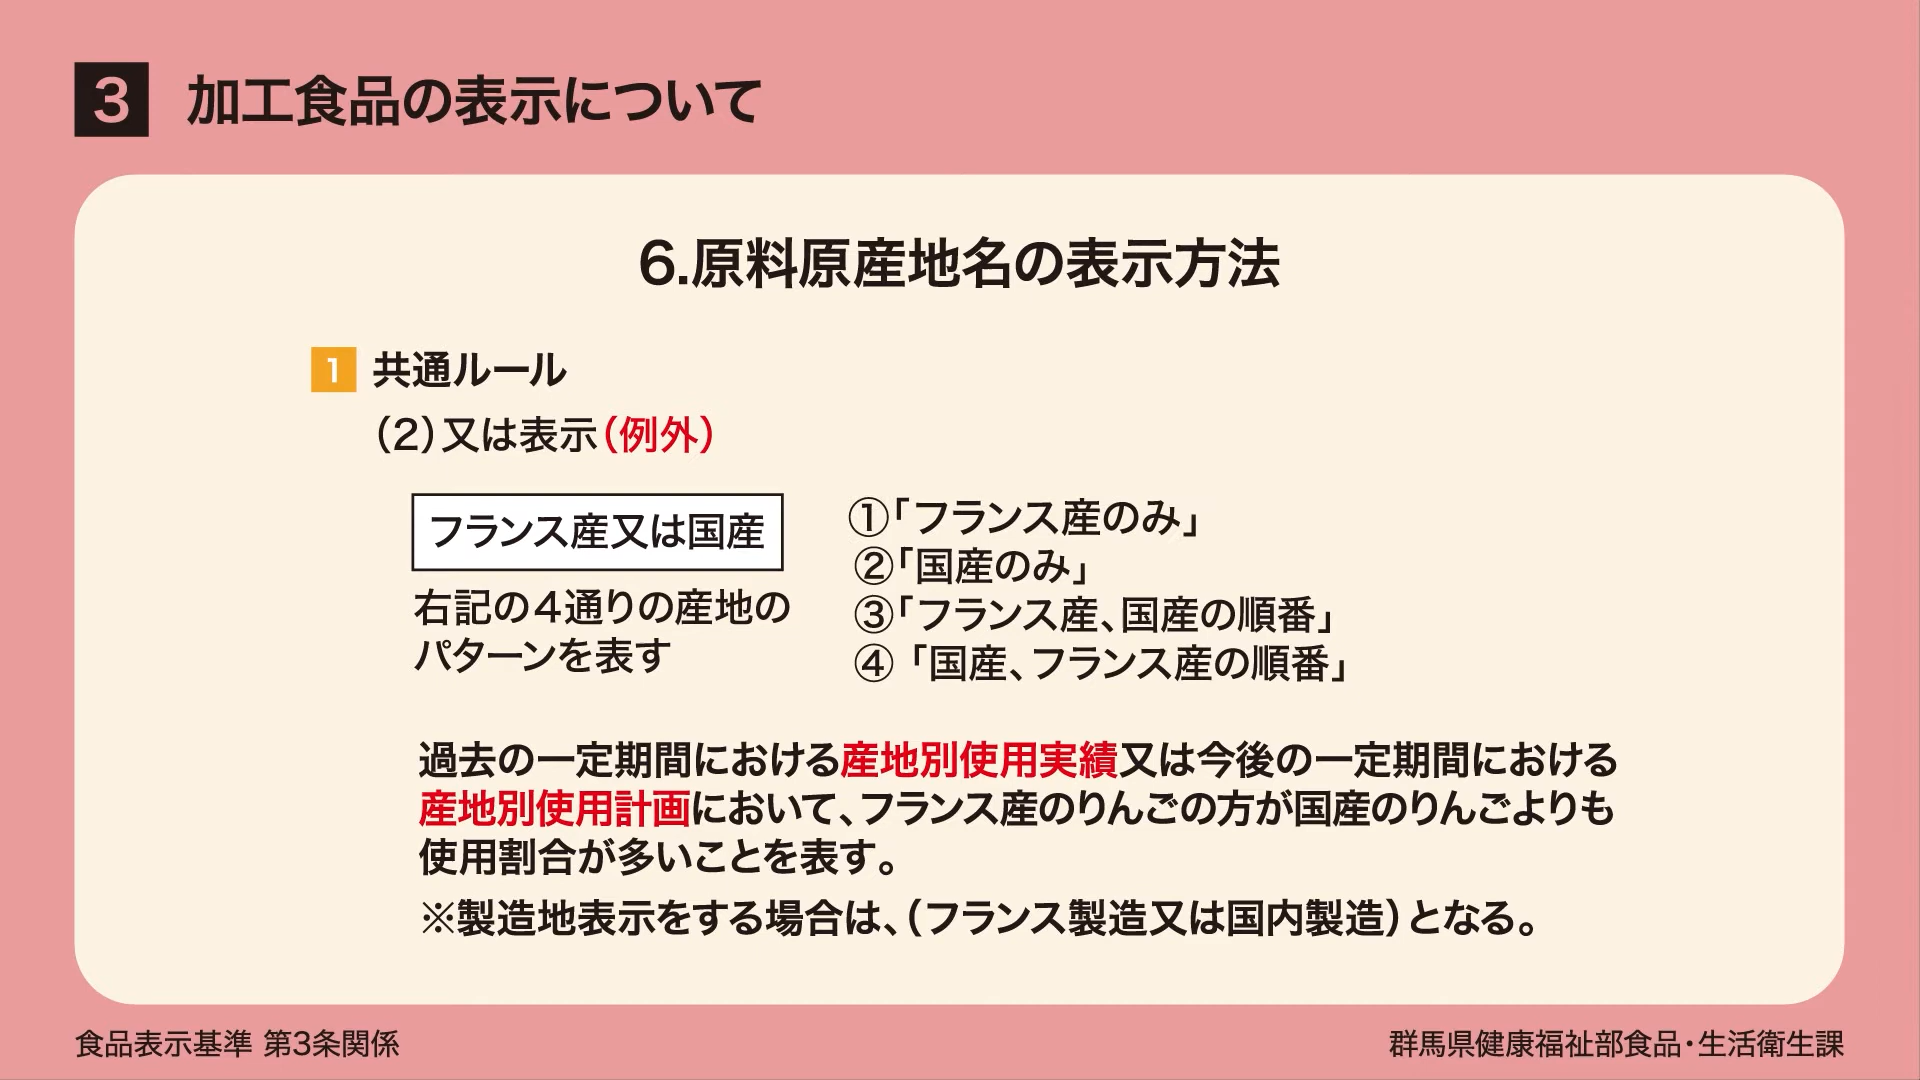 3 加工食品の表示について
6.原料原産地名の表示方法
1 共通ルール
(2)又は表示(例外)
フランス産又は国産
右記の4通りの産地の
パターンを表す
①「フランス産のみ」
②「国産のみ」
③「フランス産、国産の順番」
④「国産、フランス産の順番」
過去の一定期間における産地別使用実績又は今後の一定期間における
産地別使用計画において、フランス産のりんごの方が国産のりんごよりも
使用割合が多いことを表す。
※製造地表示をする場合は、(フランス製造又は国内製造)となる。
食品表示基準 第3条関係
群馬県健康福祉部食品・生活衛生課